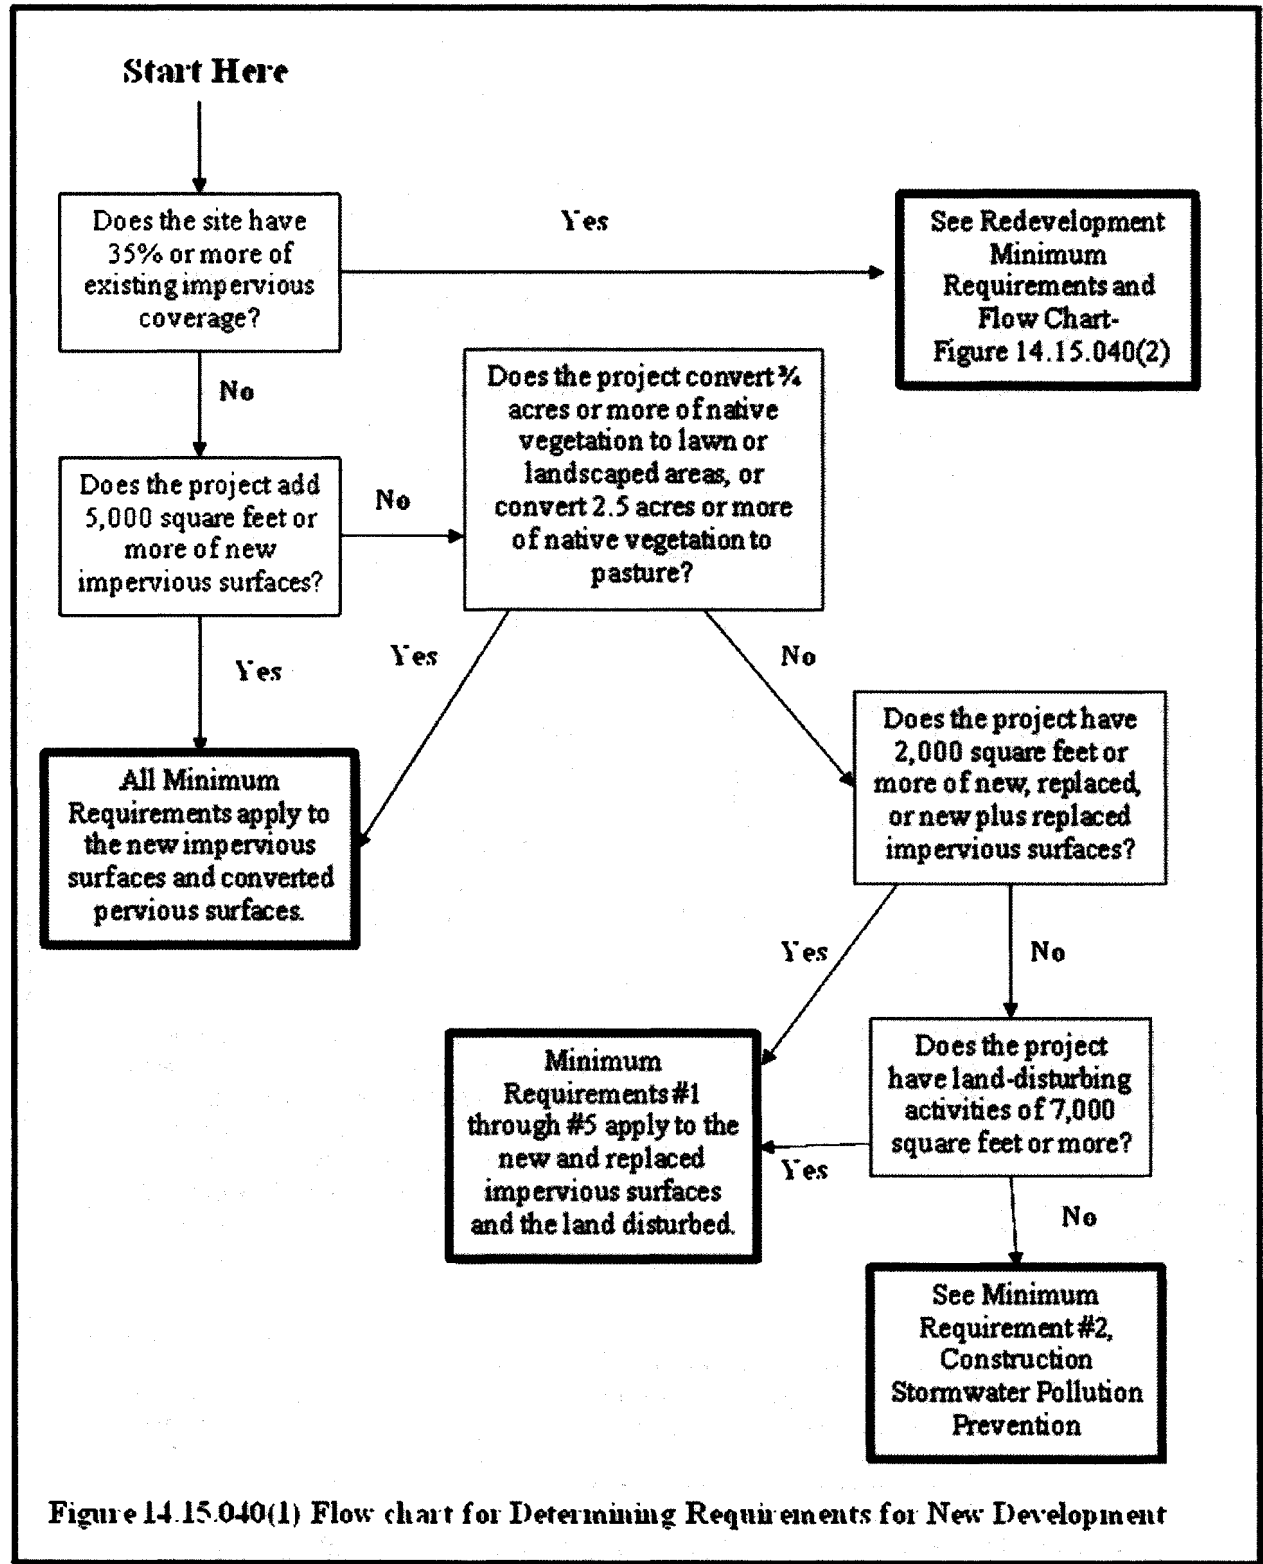 Start Here
Does the site have
35% or more of
existing impervious
coverage?
Yes
See Redevelopment
Minimum
Requirements and
Flow Chart-
Figure 14.15.040(2)
No
Does the project add
5,000 square feet or
more of new
impervious surfaces?
No
Does the project convert ¾
acres or more of native
vegetation to lawn or
landscaped areas, or
convert 2.5 acres or more
of native vegetation to
pasture?
Yes
Yes
No
All Minimum
Requirements apply to
the new impervious
surfaces and converted
pervious surfaces.
Does the project have
2,000 square feet or
more of new, replaced,
or new plus replaced
impervious surfaces?
Yes
No
Minimum
Requirements #1
through #5 apply to the
new and replaced
impervious surfaces
and the land disturbed.
Does the project
have land-disturbing
activities of 7,000
square feet or more?
Yes
No
See Minimum
Requirement #2,
Construction
Stormwater Pollution
Prevention
Figure 14.15.040(1) Flow chart for Determining Requirements for New Development